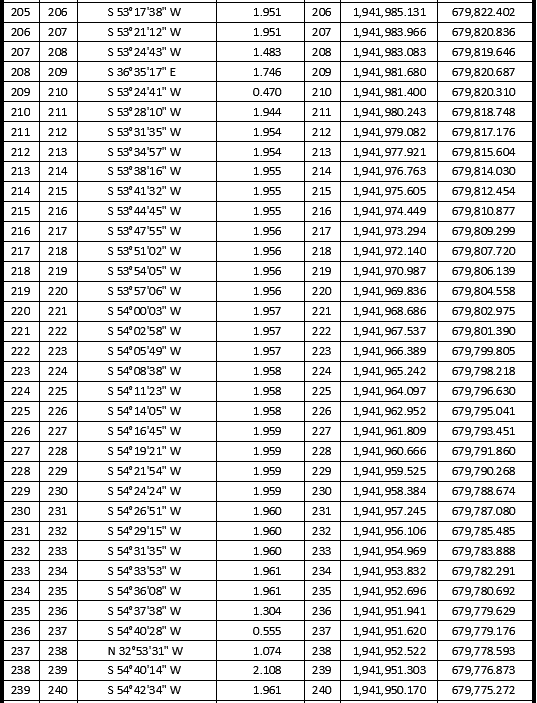 205 206 S 53°17'38" W 1.951 206 1,941,985.131 679,822.402
206 207 S 53°21'12" W 1.951 207 1,941,983.966 679,820.836
207 208 S 53°24'43" W 1.483 208 1,941,983.083 679,819.646
208 209 S 36°35'17" E 1.746 209 1,941,981.680 679,820.687
209 210 S 53°24'41" W 0.470 210 1,941,981.400 679,820.310
210 211 S 53°28'10" W 1.944 211 1,941,980.243 679,818.748
211 212 S 53°31'35" W 1.954 212 1,941,979.082 679,817.176
212 213 S 53°34'57" W 1.954 213 1,941,977.921 679,815.604
213 214 S 53°38'16" W 1.955 214 1,941,976.763 679,814.030
214 215 S 53°41'32" W 1.955 215 1,941,975.605 679,812.454
215 216 S 53°44'45" W 1.955 216 1,941,974.449 679,810.877
216 217 S 53°47'55" W 1.956 217 1,941,973.294 679,809.299
217 218 S 53°51'02" W 1.956 218 1,941,972.140 679,807.720
218 219 S 53°54'05" W 1.956 219 1,941,970.987 679,806.139
219 220 S 53°57'06" W 1.956 220 1,941,969.836 679,804.558
220 221 S 54°00'03" W 1.957 221 1,941,968.686 679,802.975
221 222 S 54°02'58" W 1.957 222 1,941,967.537 679,801.390
222 223 S 54°05'49" W 1.957 223 1,941,966.389 679,799.805
223 224 S 54°08'38" W 1.958 224 1,941,965.242 679,798.218
224 225 S 54°11'23" W 1.958 225 1,941,964.097 679,796.630
225 226 S 54°14'05" W 1.958 226 1,941,962.952 679,795.041
226 227 S 54°16'45" W 1.959 227 1,941,961.809 679,793.451
227 228 S 54°19'21" W 1.959 228 1,941,960.666 679,791.860
228 229 S 54°21'54" W 1.959 229 1,941,959.525 679,790.268
229 230 S 54°24'24" W 1.959 230 1,941,958.384 679,788.674
230 231 S 54°26'51" W 1.960 231 1,941,957.245 679,787.080
231 232 S 54°29'15" W 1.960 232 1,941,956.106 679,785.485
232 233 S 54°31'35" W 1.960 233 1,941,954.969 679,783.888
233 234 S 54°33'53" W 1.961 234 1,941,953.832 679,782.291
234 235 S 54°36'08" W 1.961 235 1,941,952.696 679,780.692
235 236 S 54°37'38" W 1.304 236 1,941,951.941 679,779.629
236 237 S 54°40'28" W 0.555 237 1,941,951.620 679,779.176
237 238 N 32°53'31" W 1.074 238 1,941,952.522 679,778.593
238 239 S 54°40'14" W 2.108 239 1,941,951.303 679,776.873
239 240 S 54°42'34" W 1.961 240 1,941,950.170 679,775.272